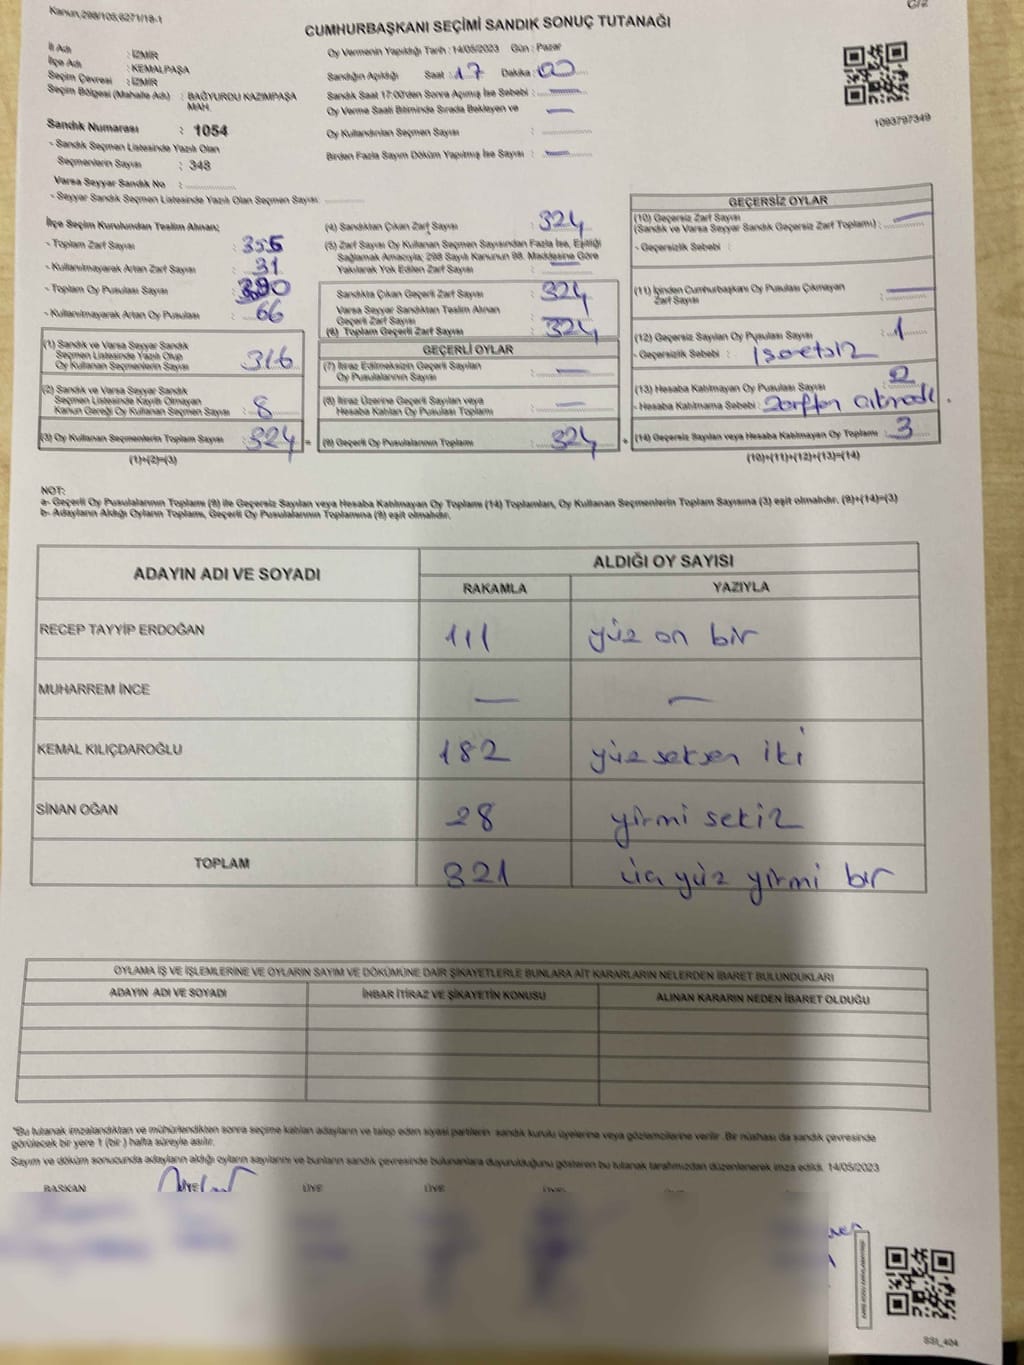 Kanun,298/105,6271/18-1
C/2
CUMHURBAŞKANI SEÇİMİ SANDIK SONUÇ TUTANAĞI
İl Adı : İZMİR
İlçe Adı : KEMALPAŞA
Seçim Çevresi : İZMİR
Seçim Bölgesi (Mahalle Adı) : BAĞYURDU KAZIMPAŞA MAH.
Sandık Numarası : 1054
- Sandık Seçmen Listesinde Yazılı Olan
Seçmenlerin Sayısı : 348
Varsa Seyyar Sandık No :
- Seyyar Sandık Seçmen Listesinde Yazılı Olan Seçmen Sayısı
Oy Vermenin Yapıldığı Tarih : 14/05/2023 Gün : Pazar
Sandığın Açıldığı Saat : 17 Dakika : 00
Sandık Saat 17:00'den Sonra Açmış İse Sebebi : —
Oy Verme Saati Bitiminde Sırada Bekleyen ve —
Oy Kullandırılan Seçmen Sayısı :
Birden Fazla Sayım Döküm Yapılmış İse Sayısı : —
1093797349
İlçe Seçim Kurulundan Teslim Alınan;
- Toplam Zarf Sayısı :
- Kullanılmayarak Artan Zarf Sayısı : 31
- Toplam Oy Pusulası Sayısı :
- Kullanılmayarak Artan Oy Pusulası : 66
(1) Sandık ve Varsa Seyyar Sandık
Seçmen Listesinde Yazılı Olup
Oy Kullanan Seçmenlerin Sayısı : 316
(2) Sandık ve Varsa Seyyar Sandık
Seçmen Listesinde Kayıtlı Olmayan
Kanun Gereği Oy Kullanan Seçmen Sayısı : 8
(3) Oy Kullanan Seçmenlerin Toplam Sayısı : 324 =
(1)+(2)=(3)
(4) Sandıktan Çıkan Zarf Sayısı : 324
(5) Zarf Sayısı Oy Kullanan Seçmen Sayısından Fazla İse, Eşitliği
Sağlamak Amacıyla; 298 Sayılı Kanunun 98. Maddesine Göre
Yakılarak Yok Edilen Zarf Sayısı : —
Sandıkta Çıkan Geçerli Zarf Sayısı : 324
Varsa Seyyar Sandıktan Teslim Alınan
Geçerli Zarf Sayısı : —
(6) Toplam Geçerli Zarf Sayısı : 324
GEÇERLİ OYLAR
(7) İtiraz Edilmeksizin Geçerli Sayılan
Oy Pusulalarının Sayısı : —
(8) İtiraz Üzerine Geçerli Sayılan veya
Hesaba Katılan Oy Pusulası Toplamı : —
(9) Geçerli Oy Pusulalarının Toplamı : 324 +
GEÇERSİZ OYLAR
(10) Geçersiz Zarf Sayısı
(Sandık ve Varsa Seyyar Sandık Geçersiz Zarf Toplamı) : —
- Geçersizlik Sebebi :
(11) İçinden Cumhurbaşkanı Oy Pusulası Çıkmayan
Zarf Sayısı : —
(12) Geçersiz Sayılan Oy Pusulası Sayısı : 1
- Geçersizlik Sebebi : İşaretsiz
(13) Hesaba Katılmayan Oy Pusulası Sayısı : 2
- Hesaba Katılmama Sebebi : Zarftan çıkmadı.
(14) Geçersiz Sayılan veya Hesaba Katılmayan Oy Toplamı : 3
(10)+(11)+(12)+(13)=(14)
NOT:
a- Geçerli Oy Pusulalarının Toplamı (9) ile Geçersiz Sayılan veya Hesaba Katılmayan Oy Toplamı (14) Toplamları, Oy Kullanan Seçmenlerin Toplam Sayısına (3) eşit olmalıdır. (9)+(14)=(3)
b- Adayların Aldığı Oyların Toplamı, Geçerli Oy Pusulalarının Toplamına (9) eşit olmalıdır.
ADAYIN ADI VE SOYADI ALDIĞI OY SAYISI
RAKAMLA YAZIYLA
RECEP TAYYİP ERDOĞAN 111 yüz on bir
MUHARREM İNCE — —
KEMAL KILIÇDAROĞLU 182 yüz seksen iki
SİNAN OĞAN 28 yirmi sekiz
TOPLAM 321 üç yüz yirmi bir
OYLAMA İŞ VE İŞLEMLERİNE VE OYLARIN SAYIM VE DÖKÜMÜNE DAİR ŞİKAYETLERLE BUNLARA AİT KARARLARIN NELERDEN İBARET BULUNDUKLARI
ADAYIN ADI VE SOYADI İHBAR İTİRAZ VE ŞİKAYETİN KONUSU ALINAN KARARIN NEDEN İBARET OLDUĞU
"Bu tutanak imzalandıktan ve mühürlendikten sonra seçime katılan adayların ve talep eden siyasi partilerin sandık kurulu üyelerine veya gözlemcilerine verilir. Bir nüshası da sandık çevresinde
görülecek bir yere 1 (bir) hafta süreyle asılır.
Sayım ve döküm sonucunda adayların aldığı oyların sayılarını ve bunların sandık çevresinde bulunanlara duyurulduğunu gösteren bu tutanak tarafımızdan düzenlenerek imza edildi. 14/05/2023
BAŞKAN ÜYE ÜYE ÜYE
SSt_404